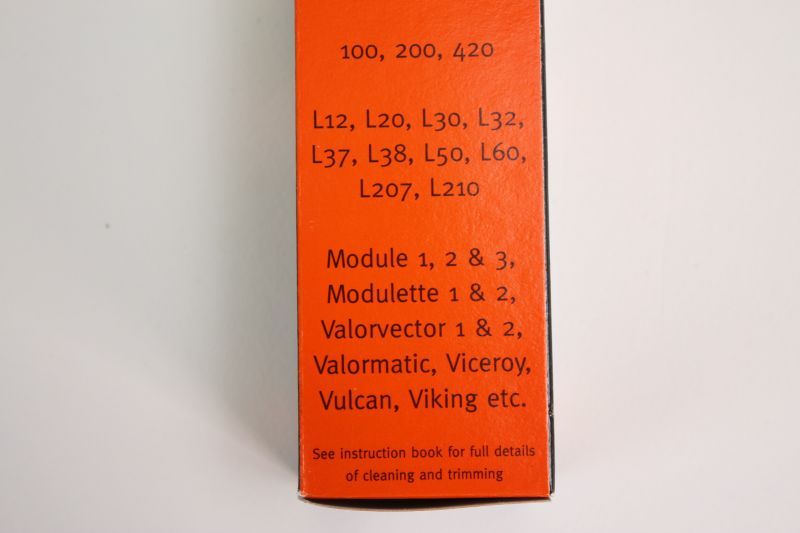 100, 200, 420
L12, L20, L30, L32,
L37, L38, L50, L60,
L207, L210
Module 1, 2 & 3,
Modulette 1 & 2,
Valorvector 1 & 2,
Valormatic, Viceroy,
Vulcan, Viking etc.
See instruction book for full details
of cleaning and trimming